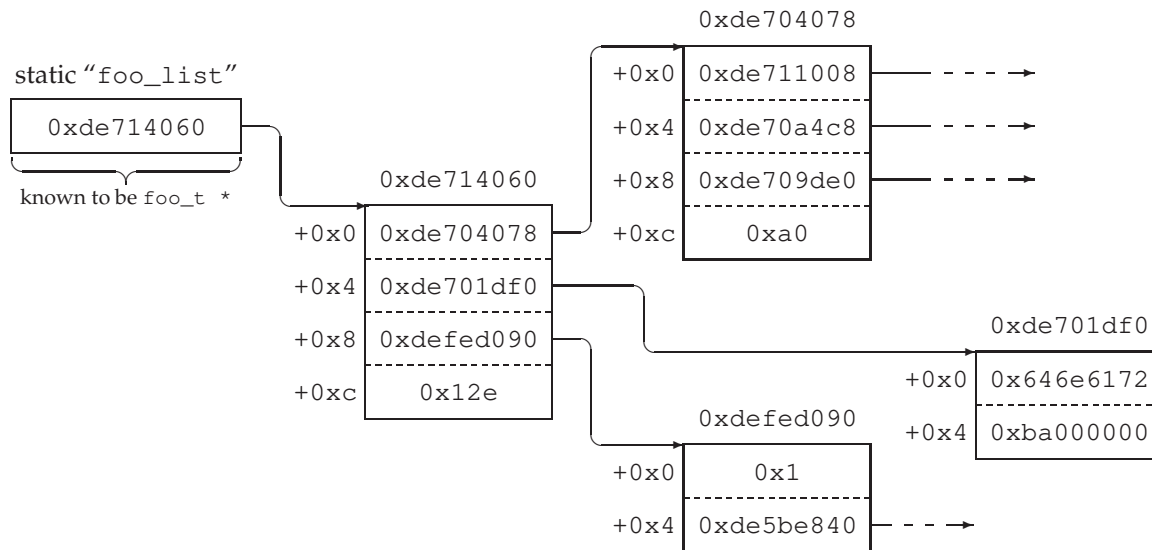 static “foo_list”
0xde714060
known to be foo_t *
0xde714060
+0x0 0xde704078
+0x4 0xde701df0
+0x8 0xdefed090
+0xc 0x12e
0xde704078
+0x0 0xde711008
+0x4 0xde70a4c8
+0x8 0xde709de0
+0xc 0xa0
0xde701df0
+0x0 0x646e6172
+0x4 0xba000000
0xdefed090
+0x0 0x1
+0x4 0xde5be840